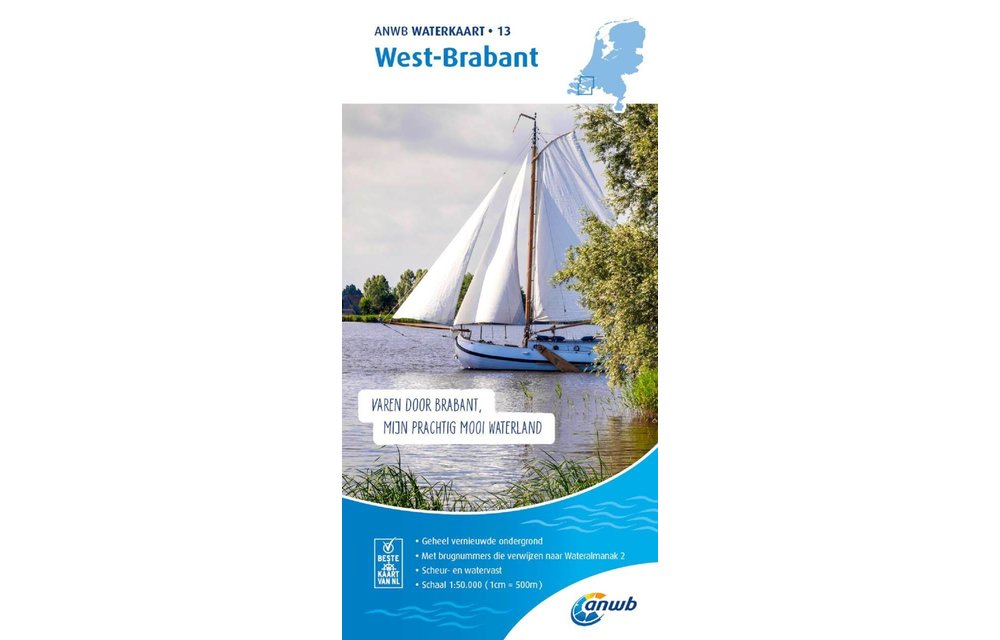 ANWB WATERKAART • 13
West-Brabant
VAREN DOOR BRABANT,
MIJN PRACHTIG MOOI WATERLAND
• Geheel vernieuwde ondergrond
• Met brugnummers die verwijzen naar Wateralmanak 2
• Scheur- en watervast
• Schaal 1:50.000 (1cm = 500m)
BESTE
KAART
VAN NL
anwb